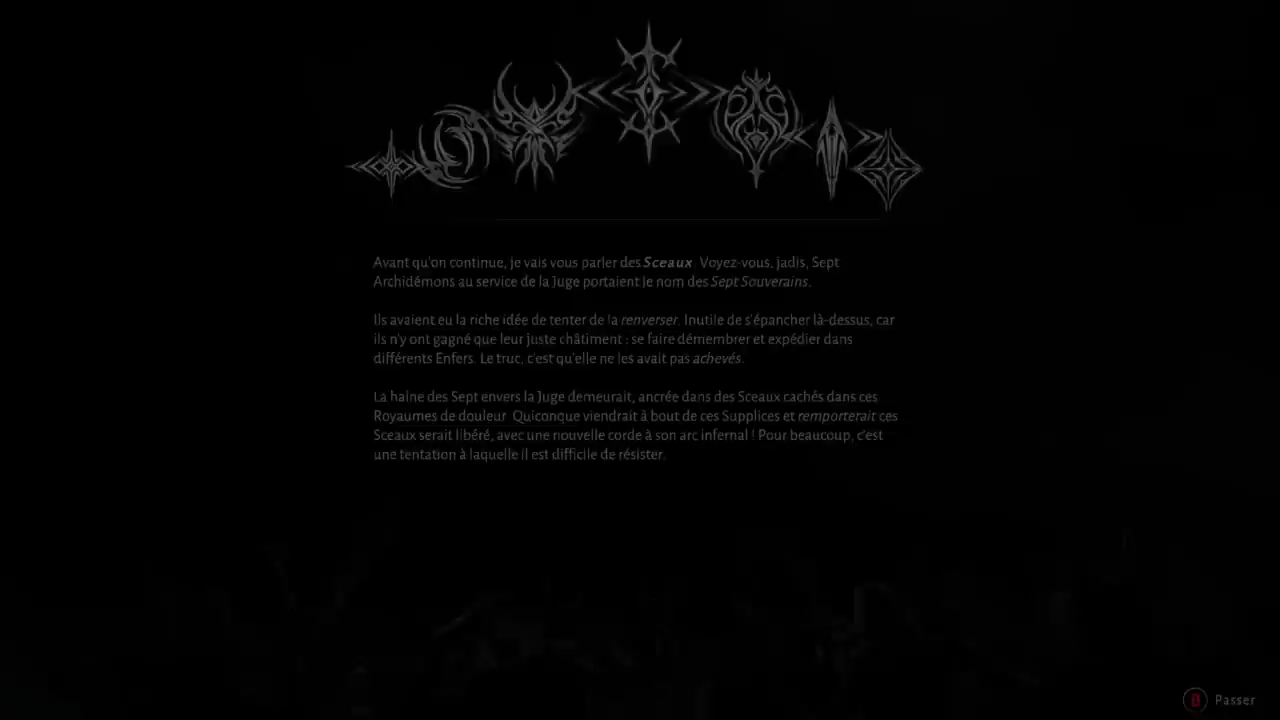 Avant qu'on continue, je vais vous parler des Sceaux. Voyez-vous, jadis, Sept
Archidémons au service de la Juge portaient le nom des Sept Souverains.
Ils avaient eu la riche idée de tenter de la renverser. Inutile de s'épancher là-dessus, car
ils n'y ont gagné que leur juste châtiment : se faire démembrer et expédier dans
différents Enfers. Le truc, c'est qu'elle ne les avait pas achevés.
La haine des Sept envers la Juge demeurait, ancrée dans des Sceaux cachés dans ces
Royaumes de douleur. Quiconque viendrait à bout de ces Supplices et remporterait ces
Sceaux serait libéré, avec une nouvelle corde à son arc infernal ! Pour beaucoup, c'est
une tentation à laquelle il est difficile de résister.
B Passer